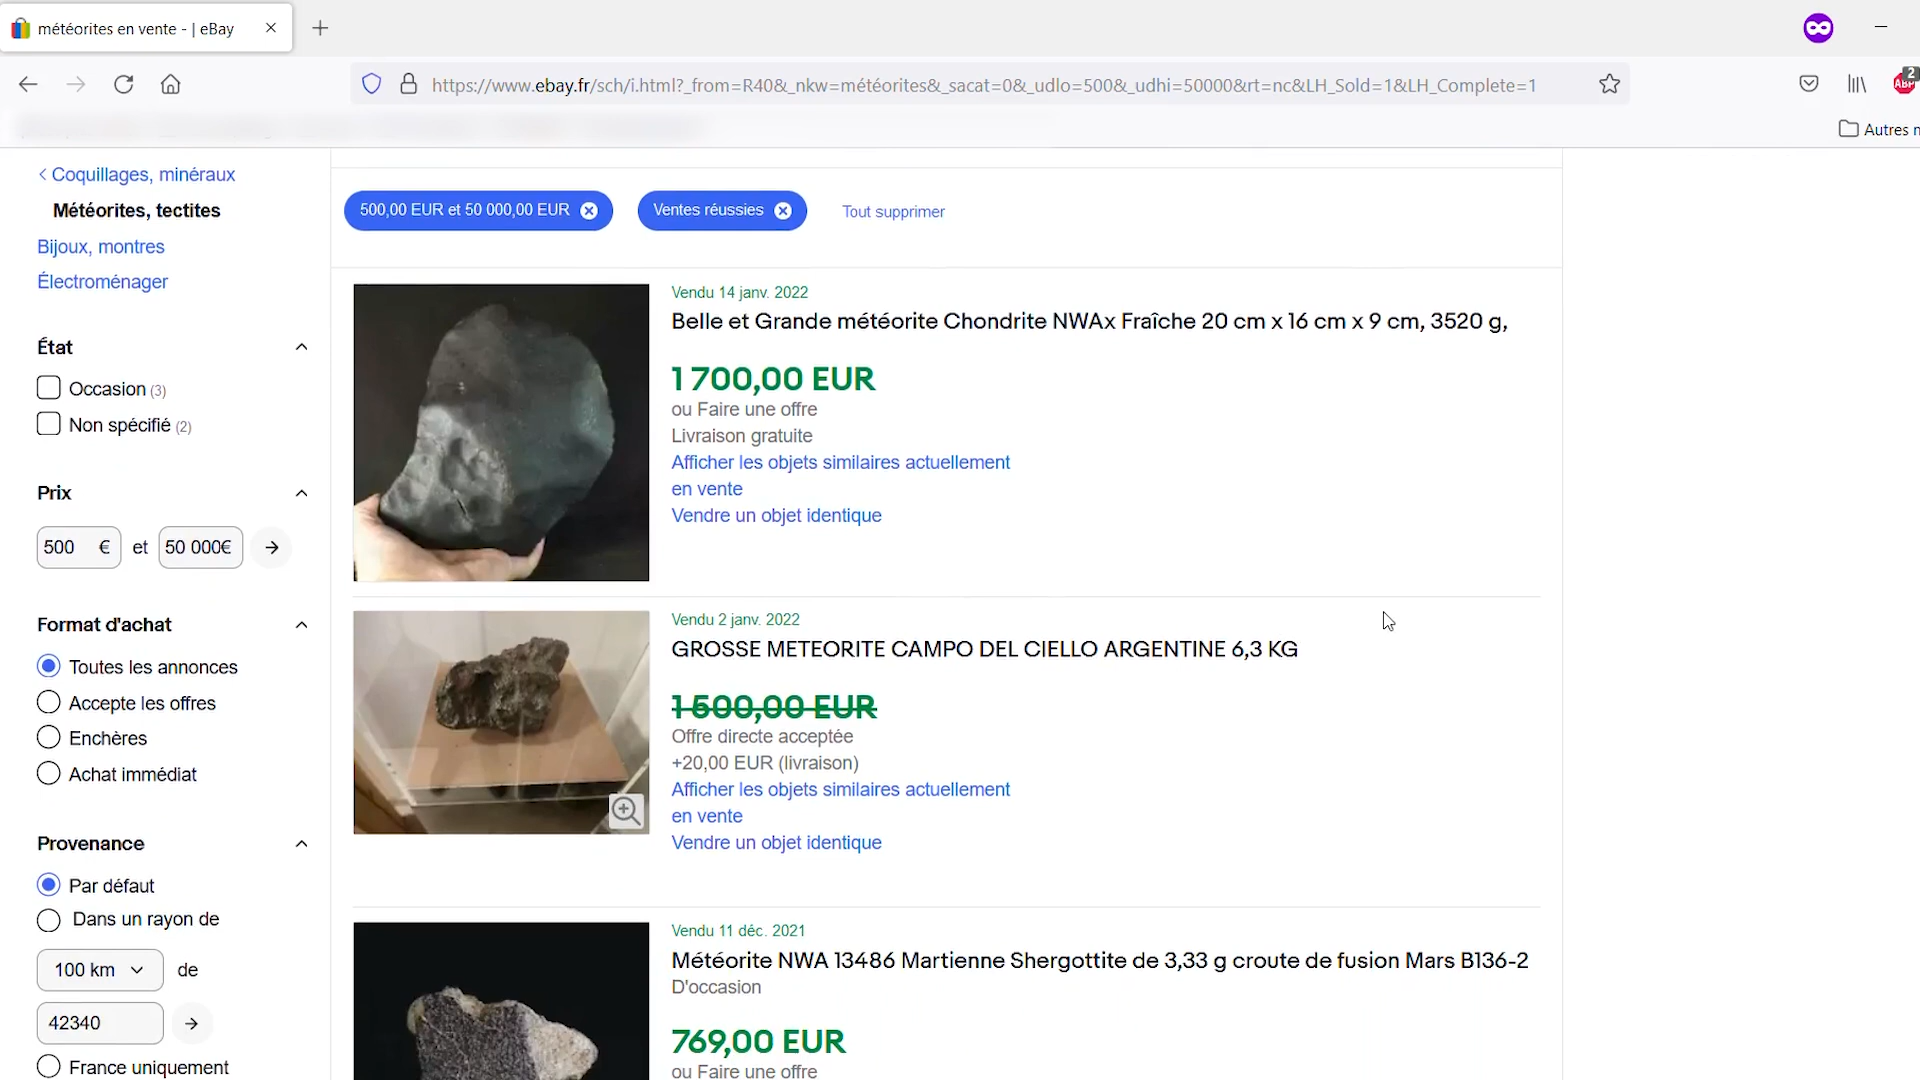 météorites en vente - | eBay
https://www.ebay.fr/sch/i.html?_from=R40&_nkw=météorites&_sacat=0&_udlo=500&_udhi=50000&rt=nc&LH_Sold=1&LH_Complete=1
2
ABP
Autres
Coquillages, minéraux
Météorites, tectites
Bijoux, montres
Électroménager
État
Occasion (3)
Non spécifié (2)
Prix
500 € et 50 000€
Format d'achat
Toutes les annonces
Accepte les offres
Enchères
Achat immédiat
Provenance
Par défaut
Dans un rayon de
100 km de
42340
France uniquement
500,00 EUR et 50 000,00 EUR
Ventes réussies
Tout supprimer
Vendu 14 janv. 2022
Belle et Grande météorite Chondrite NWAx Fraîche 20 cm x 16 cm x 9 cm, 3520 g,
1 700,00 EUR
ou Faire une offre
Livraison gratuite
Afficher les objets similaires actuellement
en vente
Vendre un objet identique
Vendu 2 janv. 2022
GROSSE METEORITE CAMPO DEL CIELLO ARGENTINE 6,3 KG
1 500,00 EUR
Offre directe acceptée
+20,00 EUR (livraison)
Afficher les objets similaires actuellement
en vente
Vendre un objet identique
Vendu 11 déc. 2021
Météorite NWA 13486 Martienne Shergottite de 3,33 g croute de fusion Mars B136-2
D'occasion
769,00 EUR
ou Faire une offre